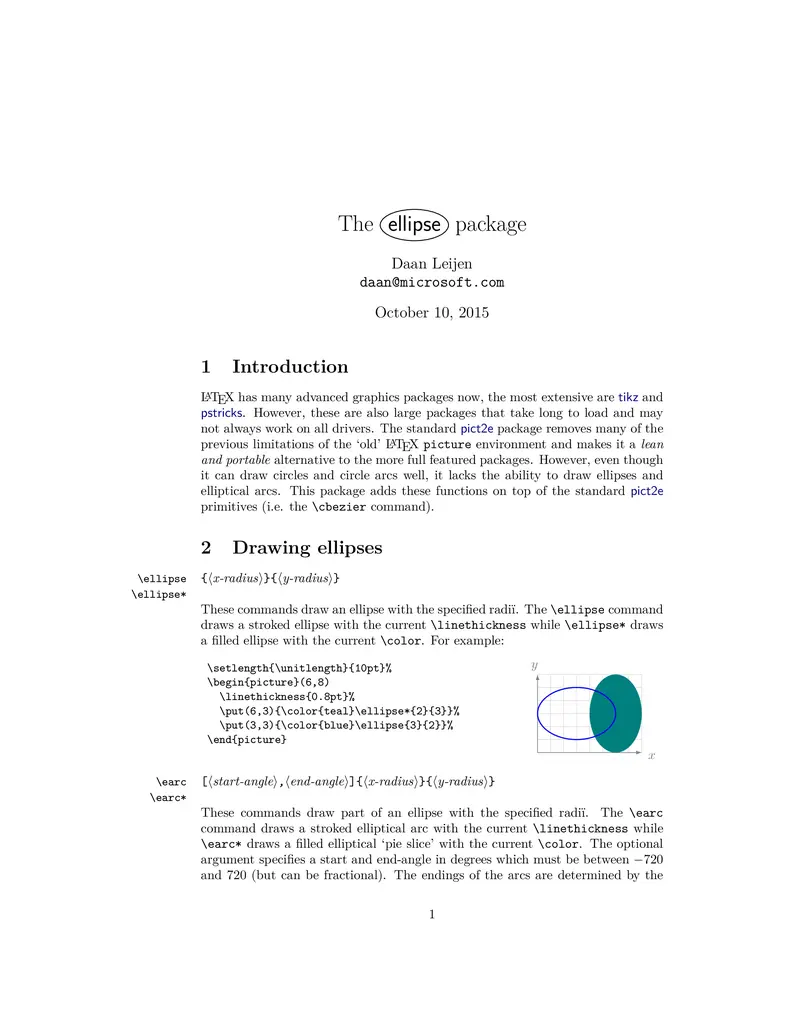 The ellipse package
Daan Leijen
daan@microsoft.com
October 10, 2015
1 Introduction
LATEX has many advanced graphics packages now, the most extensive are tikz and
pstricks. However, these are also large packages that take long to load and may
not always work on all drivers. The standard pict2e package removes many of the
previous limitations of the ‘old’ LATEX picture environment and makes it a lean
and portable alternative to the more full featured packages. However, even though
it can draw circles and circle arcs well, it lacks the ability to draw ellipses and
elliptical arcs. This package adds these functions on top of the standard pict2e
primitives (i.e. the \cbezier command).
2 Drawing ellipses
\ellipse {⟨x-radius⟩}{⟨y-radius⟩}
\ellipse*
These commands draw an ellipse with the specified radiï. The \ellipse command
draws a stroked ellipse with the current \linethickness while \ellipse* draws
a filled ellipse with the current \color. For example:
\setlength{\unitlength}{10pt}%
\begin{picture}(6,8)
\linethickness{0.8pt}%
\put(6,3){\color{teal}\ellipse*{2}{3}}%
\put(3,3){\color{blue}\ellipse{3}{2}}%
\end{picture}
y
x
\earc [⟨start-angle⟩,⟨end-angle⟩]{⟨x-radius⟩}{⟨y-radius⟩}
\earc*
These commands draw part of an ellipse with the specified radiï. The \earc
command draws a stroked elliptical arc with the current \linethickness while
\earc* draws a filled elliptical ‘pie slice’ with the current \color. The optional
argument specifies a start and end-angle in degrees which must be between −720
and 720 (but can be fractional). The endings of the arcs are determined by the
1